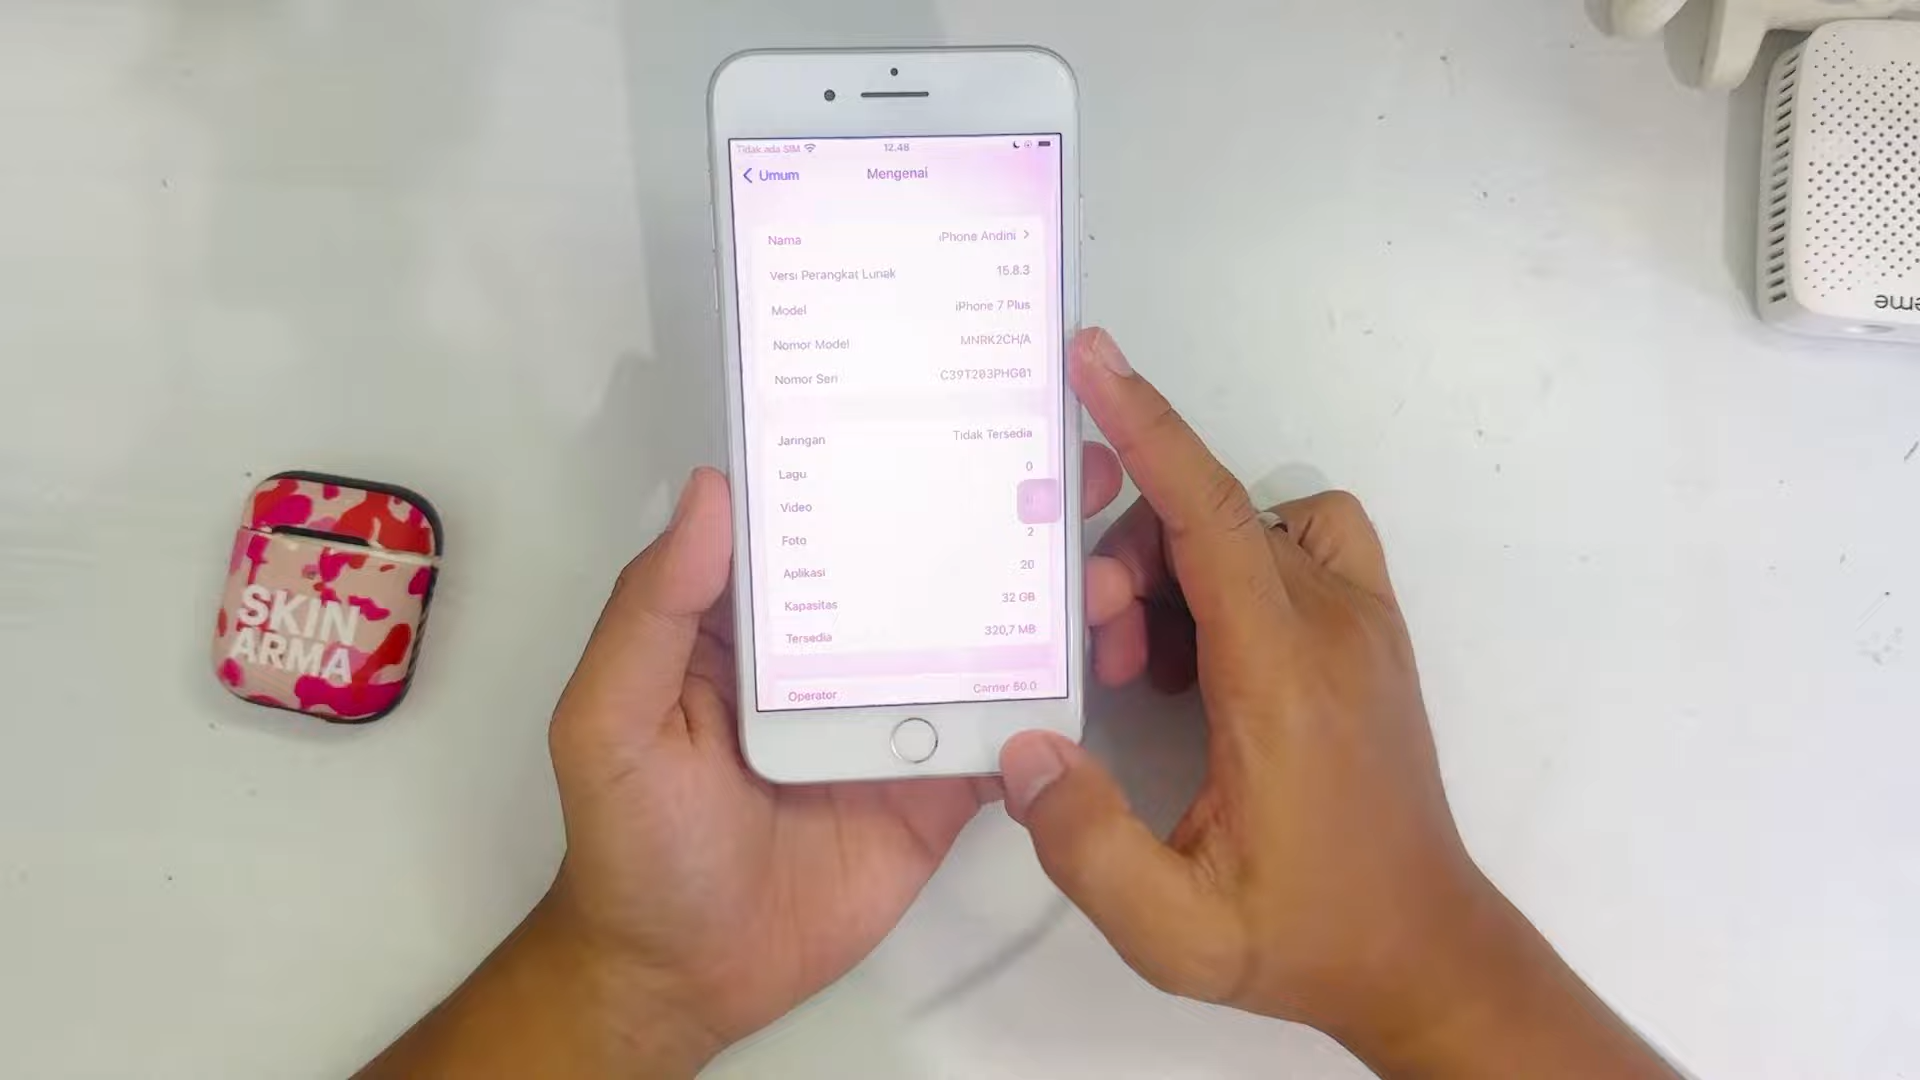 Tidak ada SIM 12.48
Umum Mengenai
Nama iPhone Andini
Versi Perangkat Lunak 15.8.3
Model iPhone 7 Plus
Nomor Model MNRK2CH/A
Nomor Seri C39T203PHG01
Jaringan Tidak Tersedia
Lagu 0
Video
Foto 2
Aplikasi 20
Kapasitas 32 GB
Tersedia 320,7 MB
Operator Carrier 50.0
SKIN
ARMA
eme